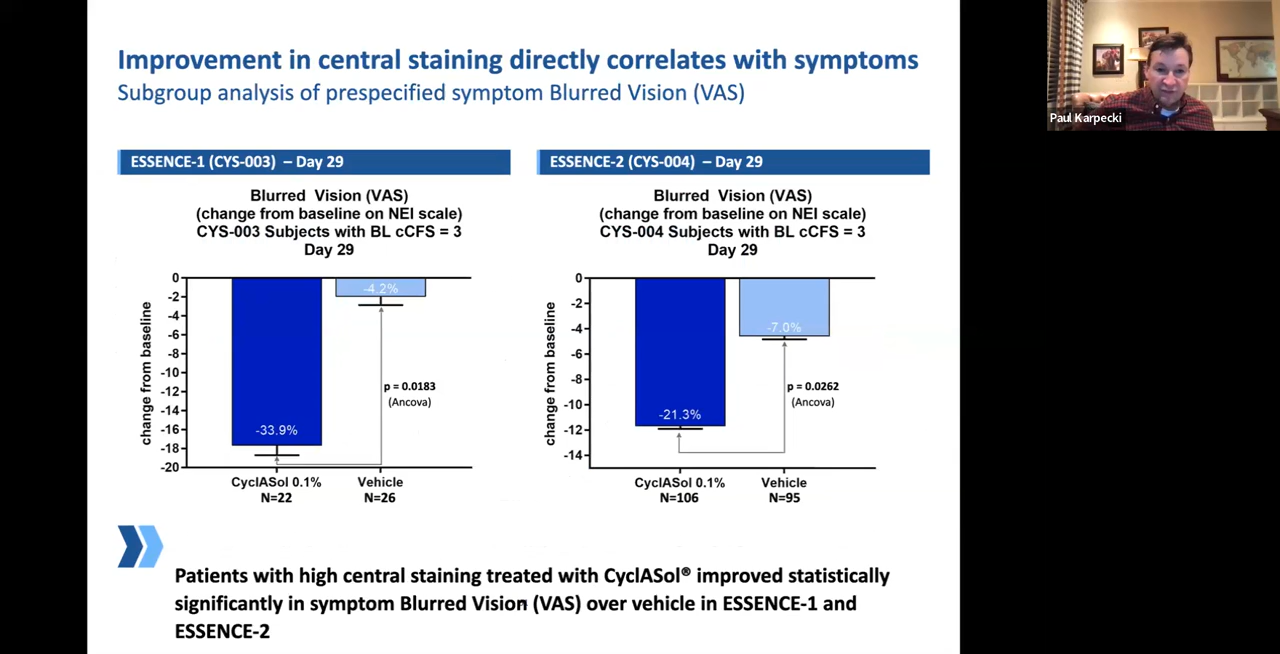 Improvement in central staining directly correlates with symptoms
Subgroup analysis of prespecified symptom Blurred Vision (VAS)
ESSENCE-1 (CYS-003) – Day 29
Blurred Vision (VAS)
(change from baseline on NEI scale)
CYS-003 Subjects with BL cCFS = 3
Day 29
change from baseline
0
-2
-4
-6
-8
-10
-12
-14
-16
-18
-20
-33.9%
-4.2%
p = 0.0183
(Ancova)
CyclASol 0.1%
N=22
Vehicle
N=26
ESSENCE-2 (CYS-004) – Day 29
Blurred Vision (VAS)
(change from baseline on NEI scale)
CYS-004 Subjects with BL cCFS = 3
Day 29
change from baseline
0
-2
-4
-6
-8
-10
-12
-14
-21.3%
-7.0%
p = 0.0262
(Ancova)
CyclASol 0.1%
N=106
Vehicle
N=95
Patients with high central staining treated with CyclASol® improved statistically
significantly in symptom Blurred Vision (VAS) over vehicle in ESSENCE-1 and
ESSENCE-2
Paul Karpecki